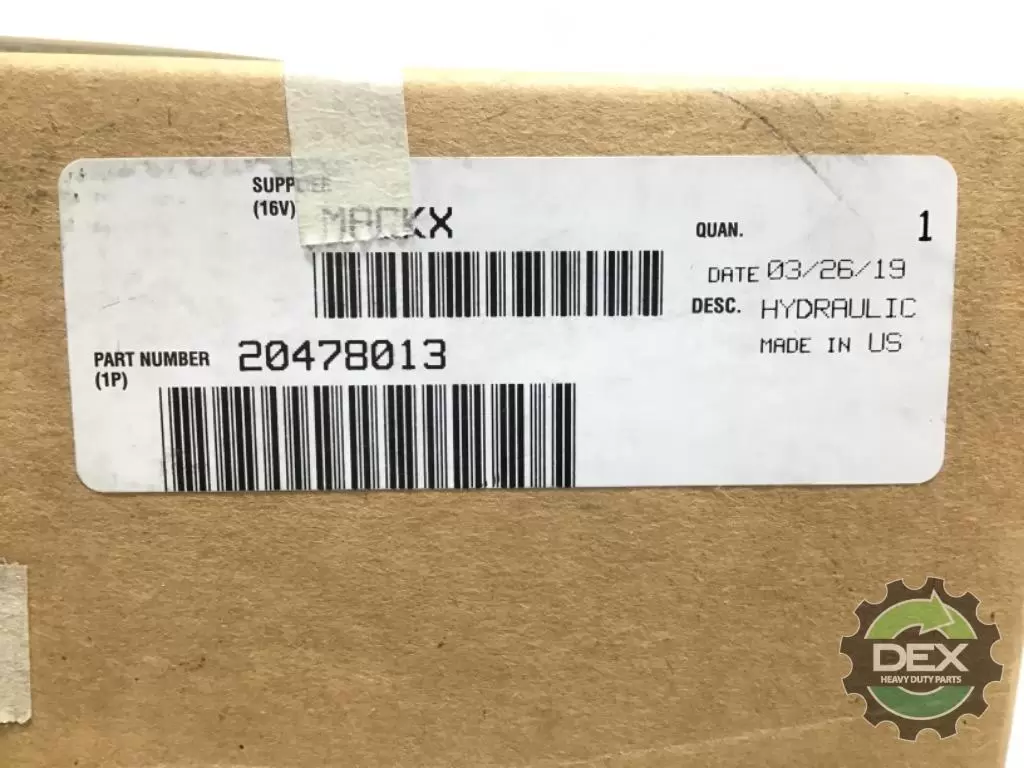 SUPPLIER
(16V) MACKX
QUAN. 1
DATE 03/26/19
DESC. HYDRAULIC
MADE IN US
PART NUMBER 20478013
(1P)
DEX
HEAVY DUTY PARTS